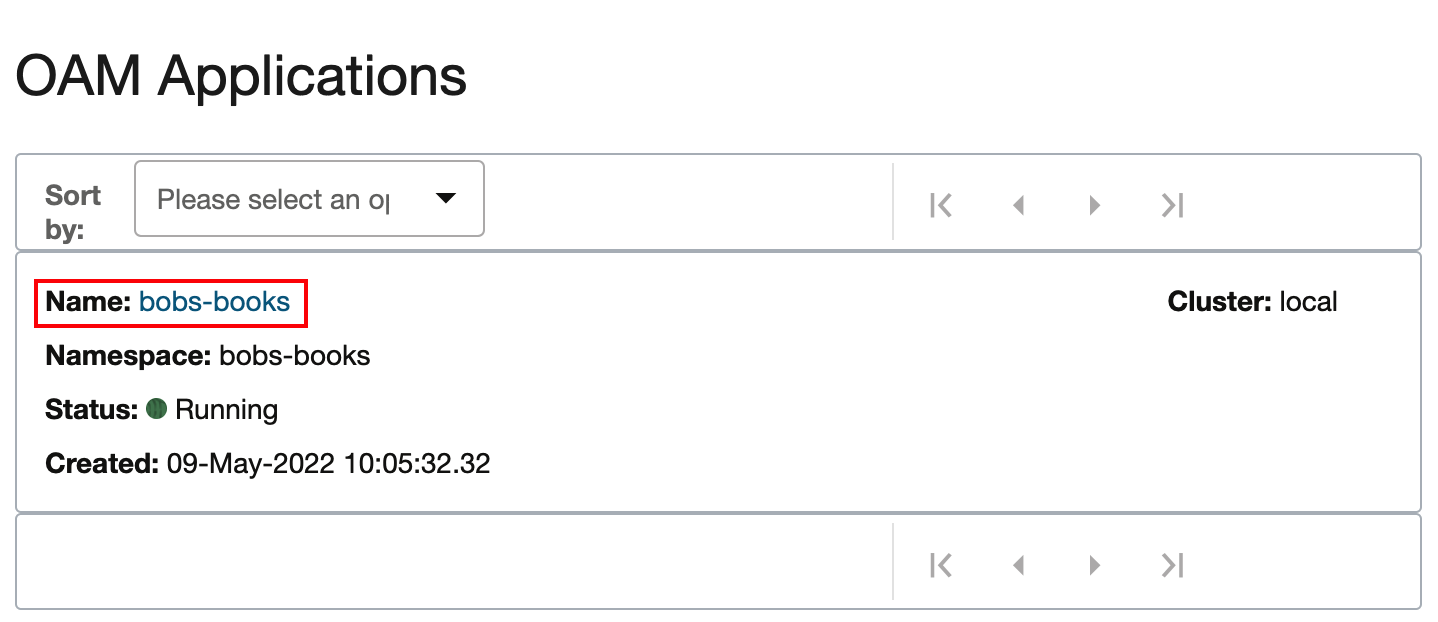 OAM Applications
Sort by:
Please select an op
Name: bobs-books
Cluster: local
Namespace: bobs-books
Status: Running
Created: 09-May-2022 10:05:32.32